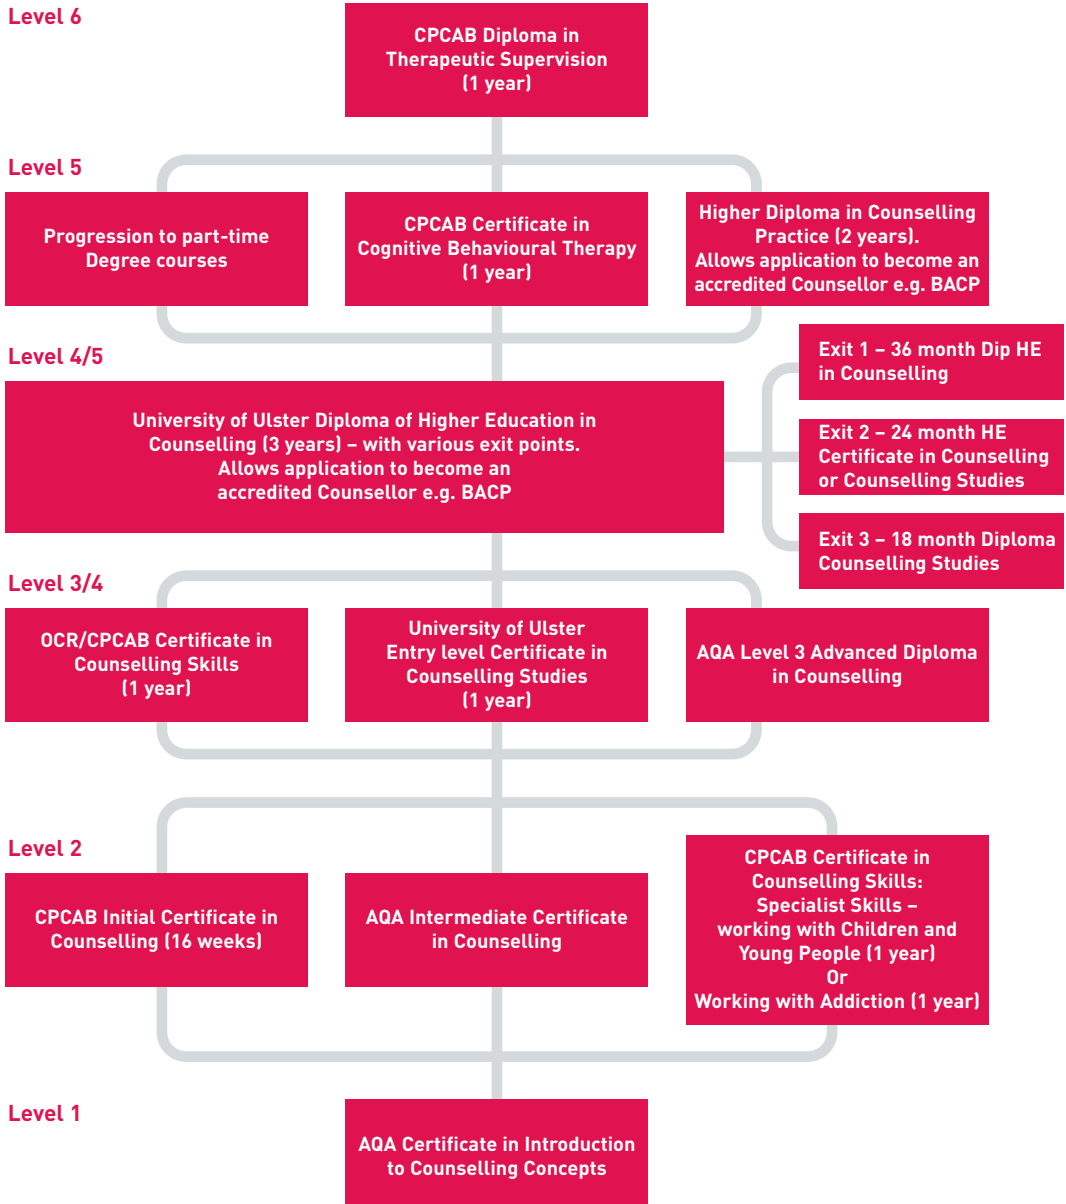 Level 6
CPCAB Diploma in
Therapeutic Supervision
(1 year)
Level 5
Progression to part-time
Degree courses
CPCAB Certificate in
Cognitive Behavioural Therapy
(1 year)
Higher Diploma in Counselling
Practice (2 years).
Allows application to become an
accredited Counsellor e.g. BACP
Level 4/5
University of Ulster Diploma of Higher Education in
Counselling (3 years) – with various exit points.
Allows application to become an
accredited Counsellor e.g. BACP
Exit 1 – 36 month Dip HE
in Counselling
Exit 2 – 24 month HE
Certificate in Counselling
or Counselling Studies
Exit 3 – 18 month Diploma
Counselling Studies
Level 3/4
OCR/CPCAB Certificate in
Counselling Skills
(1 year)
University of Ulster
Entry level Certificate in
Counselling Studies
(1 year)
AQA Level 3 Advanced Diploma
in Counselling
Level 2
CPCAB Initial Certificate in
Counselling (16 weeks)
AQA Intermediate Certificate
in Counselling
CPCAB Certificate in
Counselling Skills:
Specialist Skills –
working with Children and
Young People (1 year)
Or
Working with Addiction (1 year)
Level 1
AQA Certificate in Introduction
to Counselling Concepts